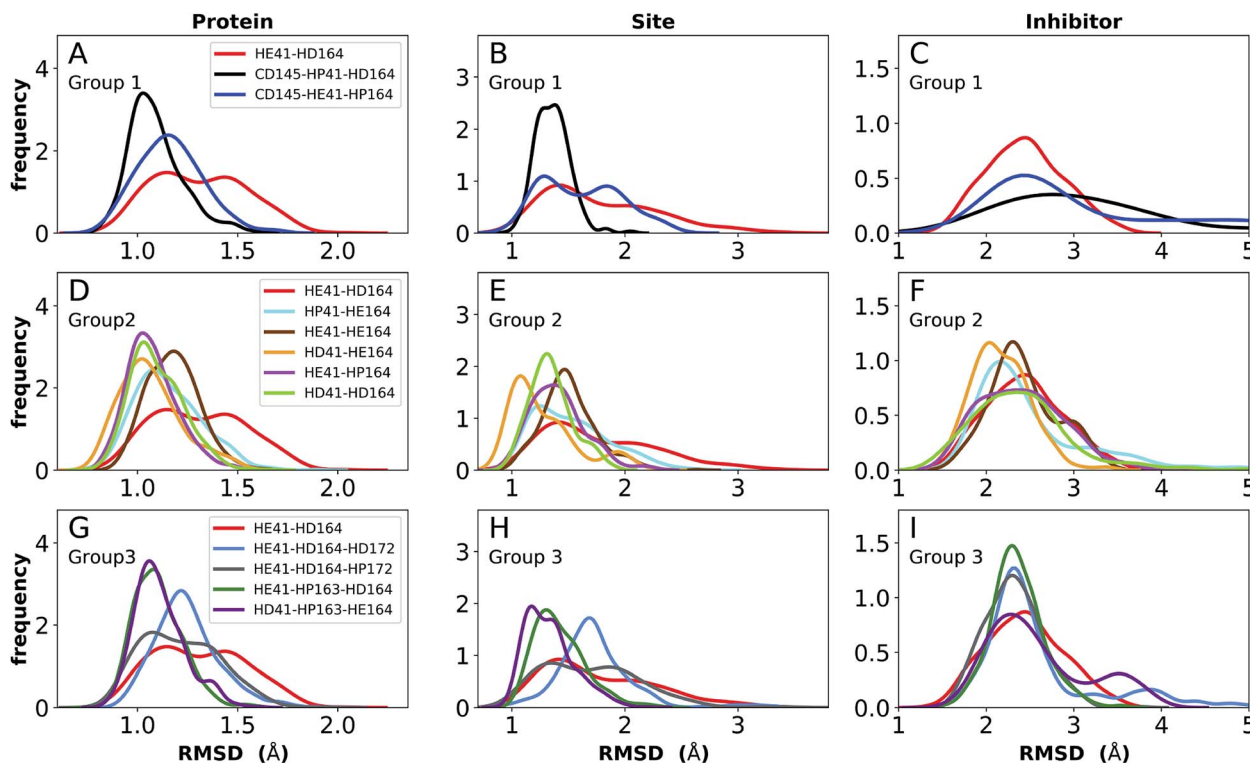 Protein
Site
Inhibitor
A
Group 1
HE41-HD164
CD145-HP41-HD164
CD145-HE41-HP164
frequency
4
2
0
1.0
1.5
2.0
B
Group 1
3
2
1
0
1
2
3
C
Group 1
1.5
1.0
0.5
0.0
1
2
3
4
5
D
Group2
HE41-HD164
HP41-HE164
HE41-HE164
HD41-HE164
HE41-HP164
HD41-HD164
frequency
4
2
0
1.0
1.5
2.0
E
Group 2
3
2
1
0
1
2
3
F
Group 2
1.5
1.0
0.5
0.0
1
2
3
4
5
G
Group3
HE41-HD164
HE41-HD164-HD172
HE41-HD164-HP172
HE41-HP163-HD164
HD41-HP163-HE164
frequency
4
2
0
1.0
1.5
2.0
RMSD (Å)
H
Group 3
3
2
1
0
1
2
3
RMSD (Å)
I
Group 3
1.5
1.0
0.5
0.0
1
2
3
4
5
RMSD (Å)